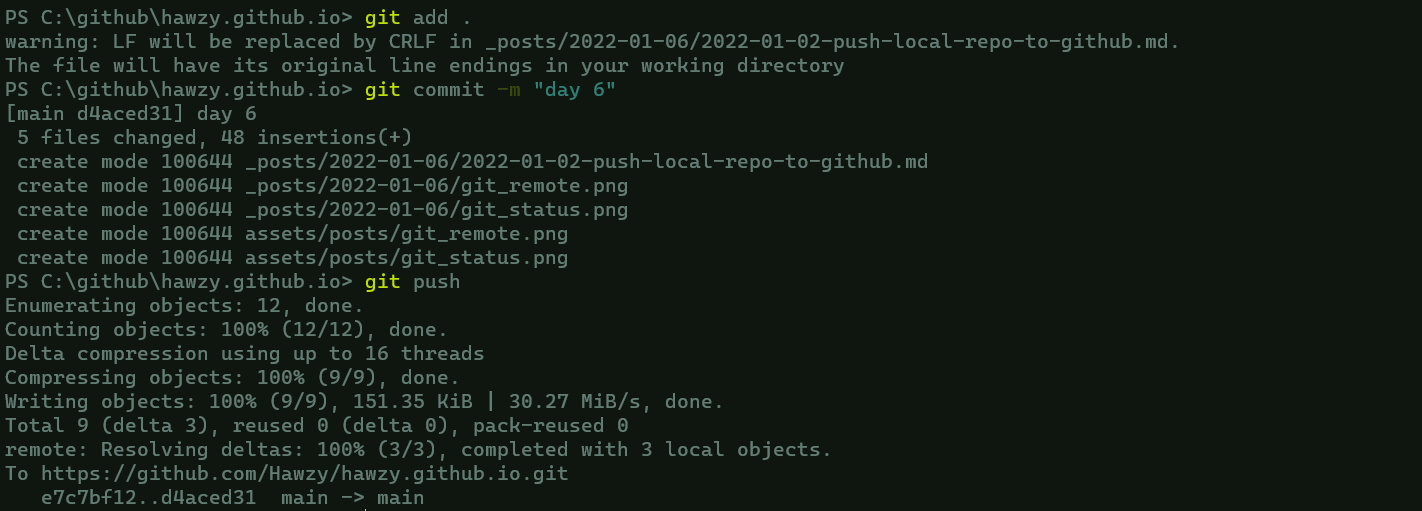 PS C:\github\hawzy.github.io> git add .
warning: LF will be replaced by CRLF in _posts/2022-01-06/2022-01-02-push-local-repo-to-github.md.
The file will have its original line endings in your working directory
PS C:\github\hawzy.github.io> git commit -m "day 6"
[main d4aced31] day 6
 5 files changed, 48 insertions(+)
 create mode 100644 _posts/2022-01-06/2022-01-02-push-local-repo-to-github.md
 create mode 100644 _posts/2022-01-06/git_remote.png
 create mode 100644 _posts/2022-01-06/git_status.png
 create mode 100644 assets/posts/git_remote.png
 create mode 100644 assets/posts/git_status.png
PS C:\github\hawzy.github.io> git push
Enumerating objects: 12, done.
Counting objects: 100% (12/12), done.
Delta compression using up to 16 threads
Compressing objects: 100% (9/9), done.
Writing objects: 100% (9/9), 151.35 KiB | 30.27 MiB/s, done.
Total 9 (delta 3), reused 0 (delta 0), pack-reused 0
remote: Resolving deltas: 100% (3/3), completed with 3 local objects.
To https://github.com/Hawzy/hawzy.github.io.git
   e7c7bf12..d4aced31  main -> main